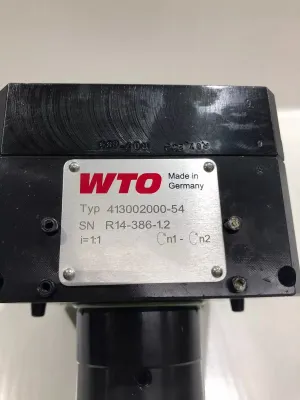 WTO Made in
Germany
Typ 413002000-54
SN R14-386-1.2
i=1:1 n1 - n2